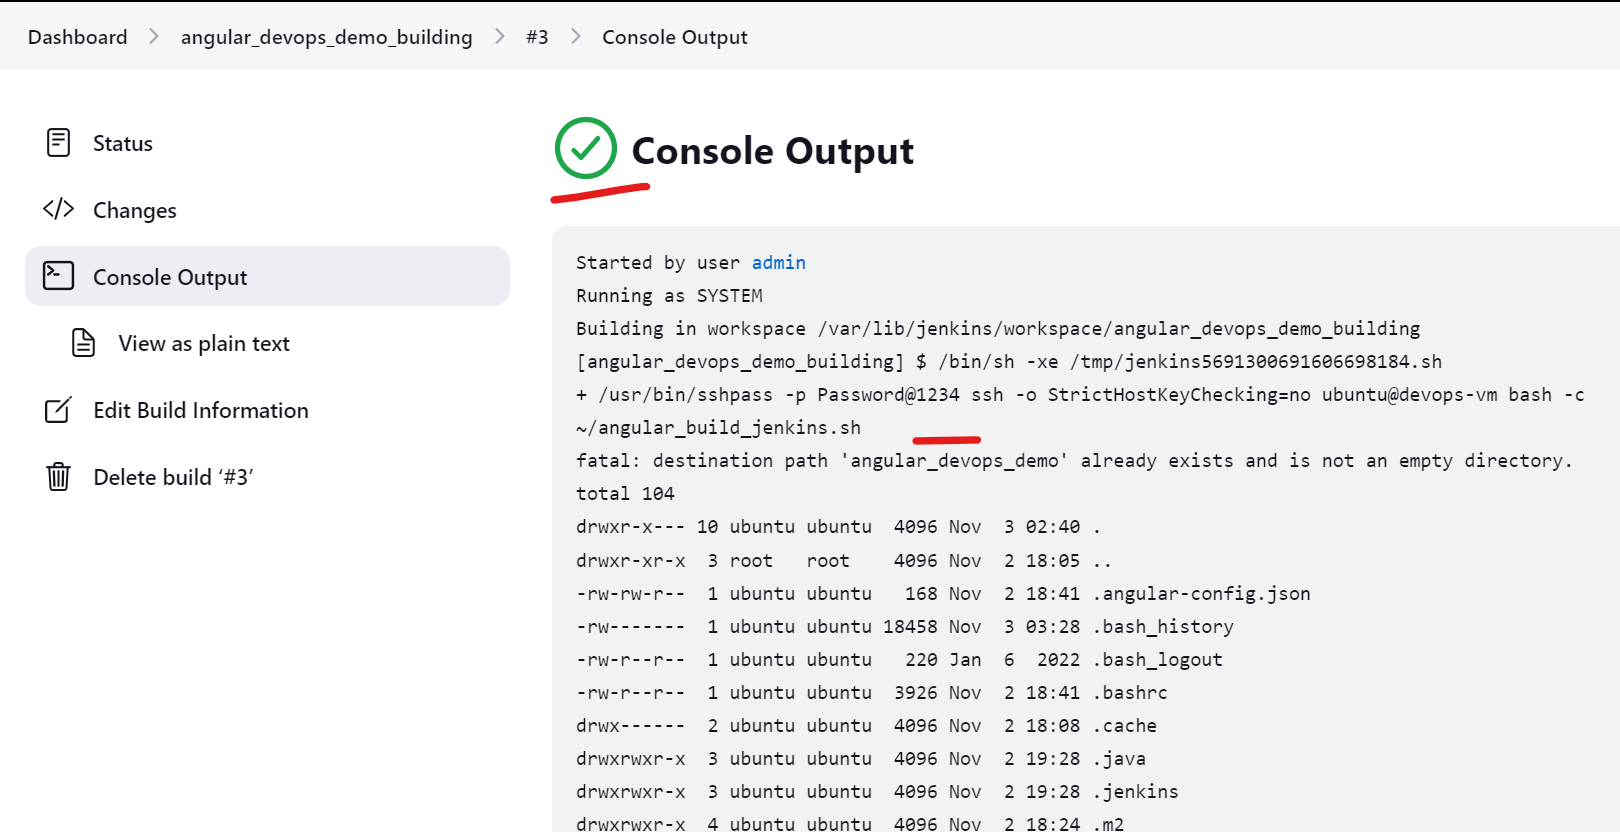 Dashboard > angular_devops_demo_building > #3 > Console Output
Status
Changes
Console Output
View as plain text
Edit Build Information
Delete build ‘#3’
Console Output
Started by user admin
Running as SYSTEM
Building in workspace /var/lib/jenkins/workspace/angular_devops_demo_building
[angular_devops_demo_building] $ /bin/sh -xe /tmp/jenkins5691300691606698184.sh
+ /usr/bin/sshpass -p Password@1234 ssh -o StrictHostKeyChecking=no ubuntu@devops-vm bash -c
~/angular_build_jenkins.sh
fatal: destination path 'angular_devops_demo' already exists and is not an empty directory.
total 104
drwxr-x--- 10 ubuntu ubuntu  4096 Nov  3 02:40 .
drwxr-xr-x  3 root   root    4096 Nov  2 18:05 ..
-rw-rw-r--  1 ubuntu ubuntu   168 Nov  2 18:41 .angular-config.json
-rw-------  1 ubuntu ubuntu 18458 Nov  3 03:28 .bash_history
-rw-r--r--  1 ubuntu ubuntu   220 Jan  6  2022 .bash_logout
-rw-r--r--  1 ubuntu ubuntu  3926 Nov  2 18:41 .bashrc
drwx------  2 ubuntu ubuntu  4096 Nov  2 18:08 .cache
drwxrwxr-x  3 ubuntu ubuntu  4096 Nov  2 19:28 .java
drwxrwxr-x  3 ubuntu ubuntu  4096 Nov  2 19:28 .jenkins
drwxrwxr-x  4 ubuntu ubuntu  4096 Nov  2 18:24 .m2